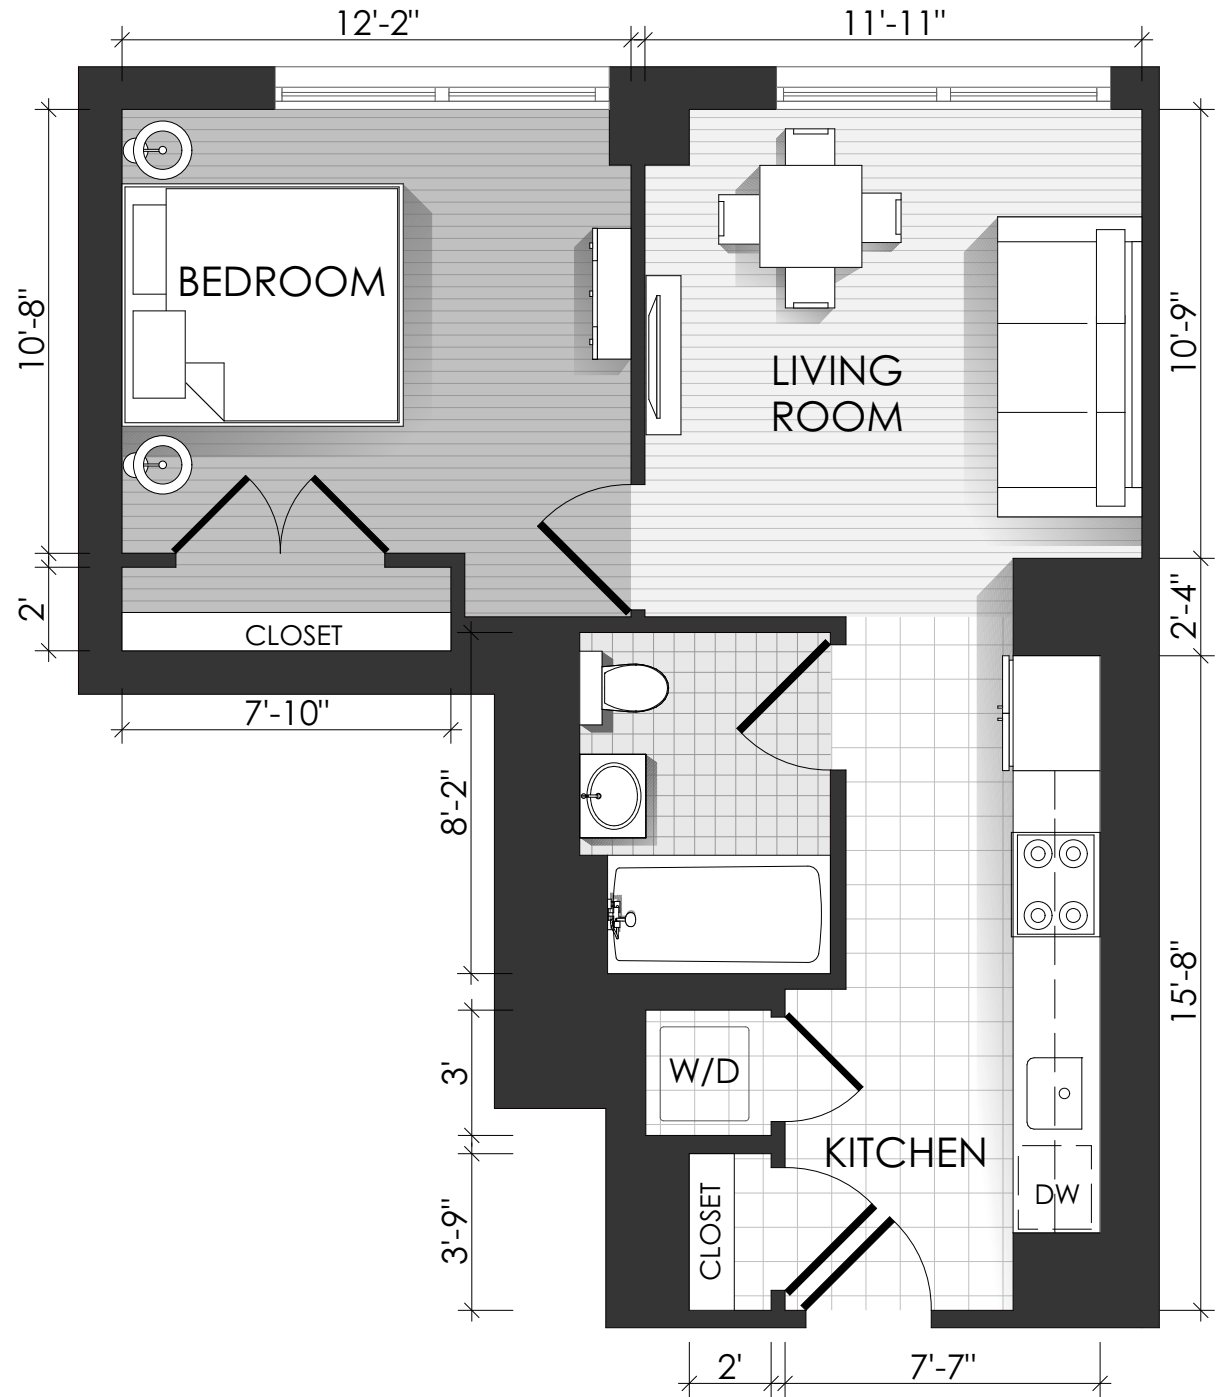 12'-2"
11'-11"
BEDROOM
10'-8"
10'-9"
LIVING
ROOM
2'
CLOSET
2'-4"
7'-10"
8'-2"
15'-8"
3'
W/D
KITCHEN
3'-9"
CLOSET
DW
2'
7'-7"